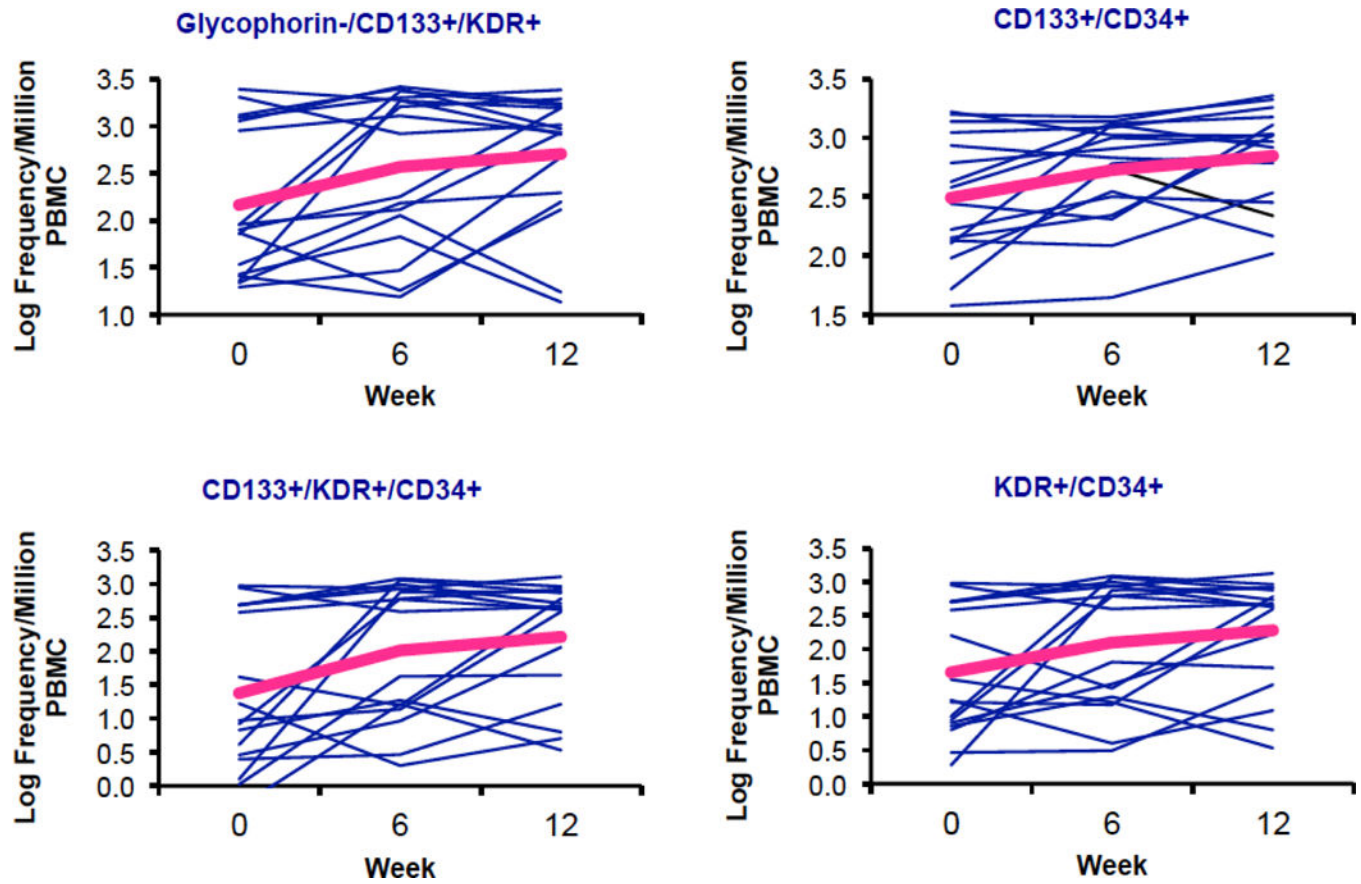 Glycophorin-/CD133+/KDR+
Log Frequency/Million
PBMC
3.5
3.0
2.5
2.0
1.5
1.0
0
6
12
Week
CD133+/CD34+
Log Frequency/Million
PBMC
3.5
3.0
2.5
2.0
1.5
0
6
12
Week
CD133+/KDR+/CD34+
Log Frequency/Million
PBMC
3.5
3.0
2.5
2.0
1.5
1.0
0.5
0.0
0
6
12
Week
KDR+/CD34+
Log Frequency/Million
PBMC
3.5
3.0
2.5
2.0
1.5
1.0
0.5
0.0
0
6
12
Week